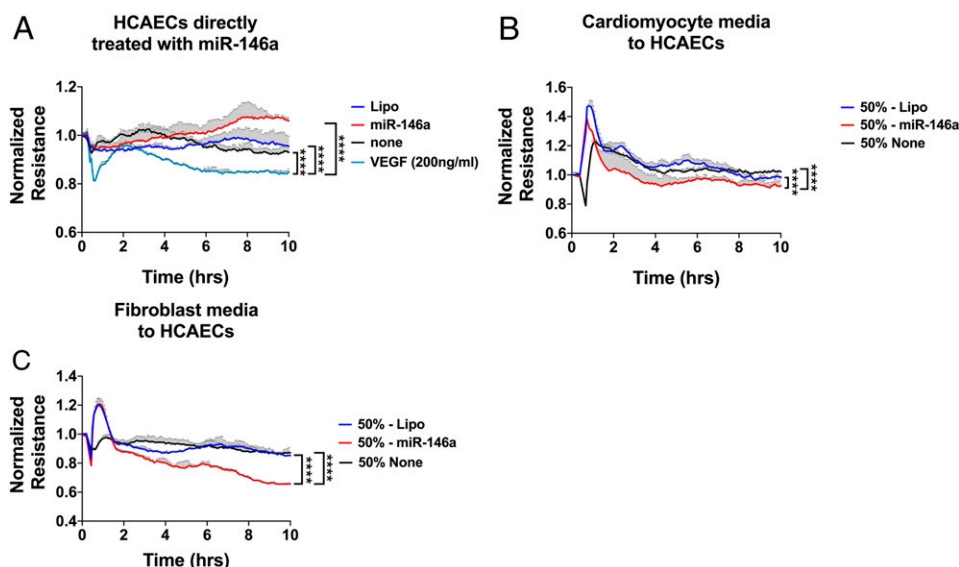 A
HCAECs directly
treated with miR-146a
Normalized
Resistance
1.2
1.0
0.8
0.6
0 2 4 6 8 10
Time (hrs)
Lipo
miR-146a
none
VEGF (200ng/ml)
****
****
****
B
Cardiomyocyte media
to HCAECs
Normalized
Resistance
1.6
1.4
1.2
1.0
0.8
0.6
0 2 4 6 8 10
Time (hrs)
50% - Lipo
50% - miR-146a
50% None
****
****
C
Fibroblast media
to HCAECs
Normalized
Resistance
1.4
1.2
1.0
0.8
0.6
0.4
0 2 4 6 8 10
Time (hrs)
50% - Lipo
50% - miR-146a
50% None
****
****